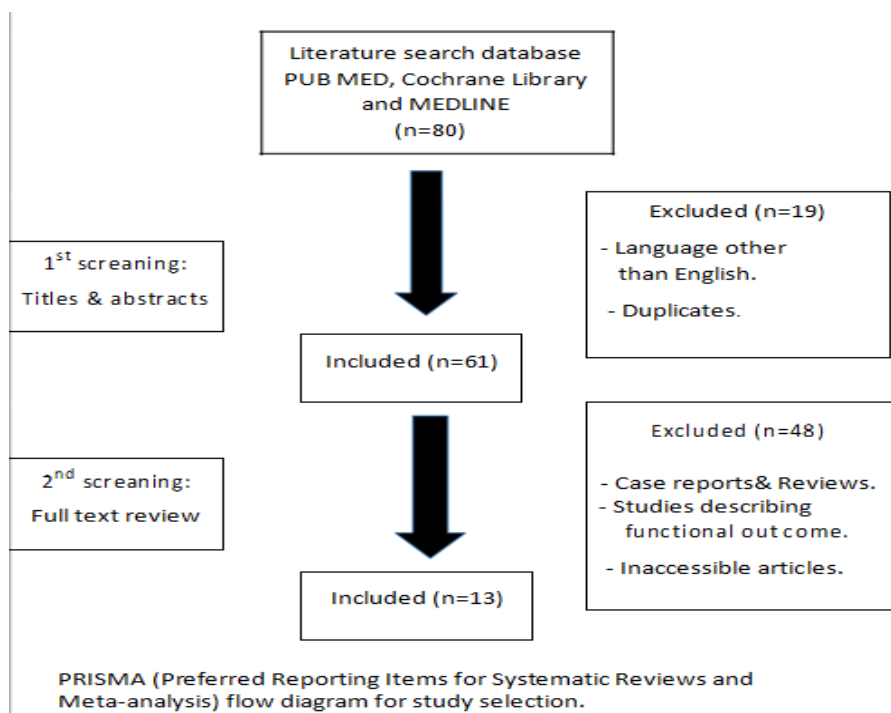 Literature search database
PUB MED, Cochrane Library
and MEDLINE
(n=80)
Excluded (n=19)
- Language other
than English.
- Duplicates.
1st screaning:
Titles & abstracts
Included (n=61)
Excluded (n=48)
- Case reports& Reviews.
- Studies describing
functional outcome.
- Inaccessible articles.
2nd screaning:
Full text review
Included (n=13)
PRISMA (Preferred Reporting Items for Systematic Reviews and
Meta-analysis) flow diagram for study selection.